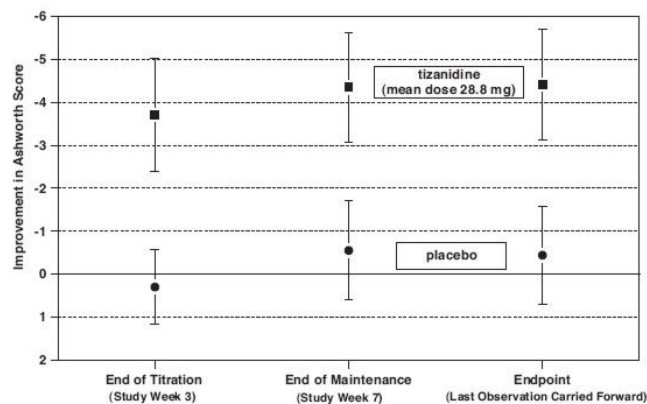 Improvement in Ashworth Score
-6
-5
-4
-3
-2
-1
0
1
2
tizanidine
(mean dose 28.8 mg)
placebo
End of Titration
(Study Week 3)
End of Maintenance
(Study Week 7)
Endpoint
(Last Observation Carried Forward)